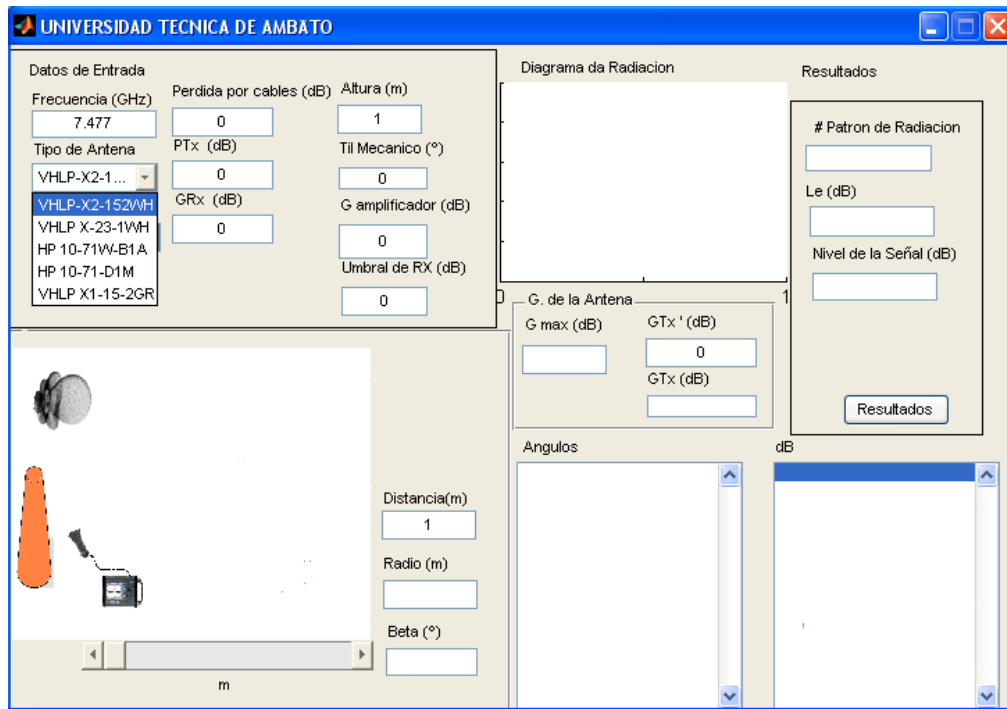 UNIVERSIDAD TECNICA DE AMBATO
Datos de Entrada
Frecuencia (GHz)
7.477
Tipo de Antena
VHLP-X2-1...
VHLP-X2-152WH
VHLP X-23-1WH
HP 10-71W-B1A
HP 10-71-D1M
VHLP X1-15-2GR
Perdida por cables (dB)
0
PTx (dB)
0
GRx (dB)
0
Altura (m)
1
Til Mecanico (º)
0
G amplificador (dB)
0
Umbral de RX (dB)
0
Diagrama da Radiacion
0
1
G. de la Antena
G max (dB)
GTx ' (dB)
0
GTx (dB)
Resultados
# Patron de Radiacion
Le (dB)
Nivel de la Señal (dB)
Resultados
Distancia(m)
1
Radio (m)
Beta (º)
m
Angulos
dB